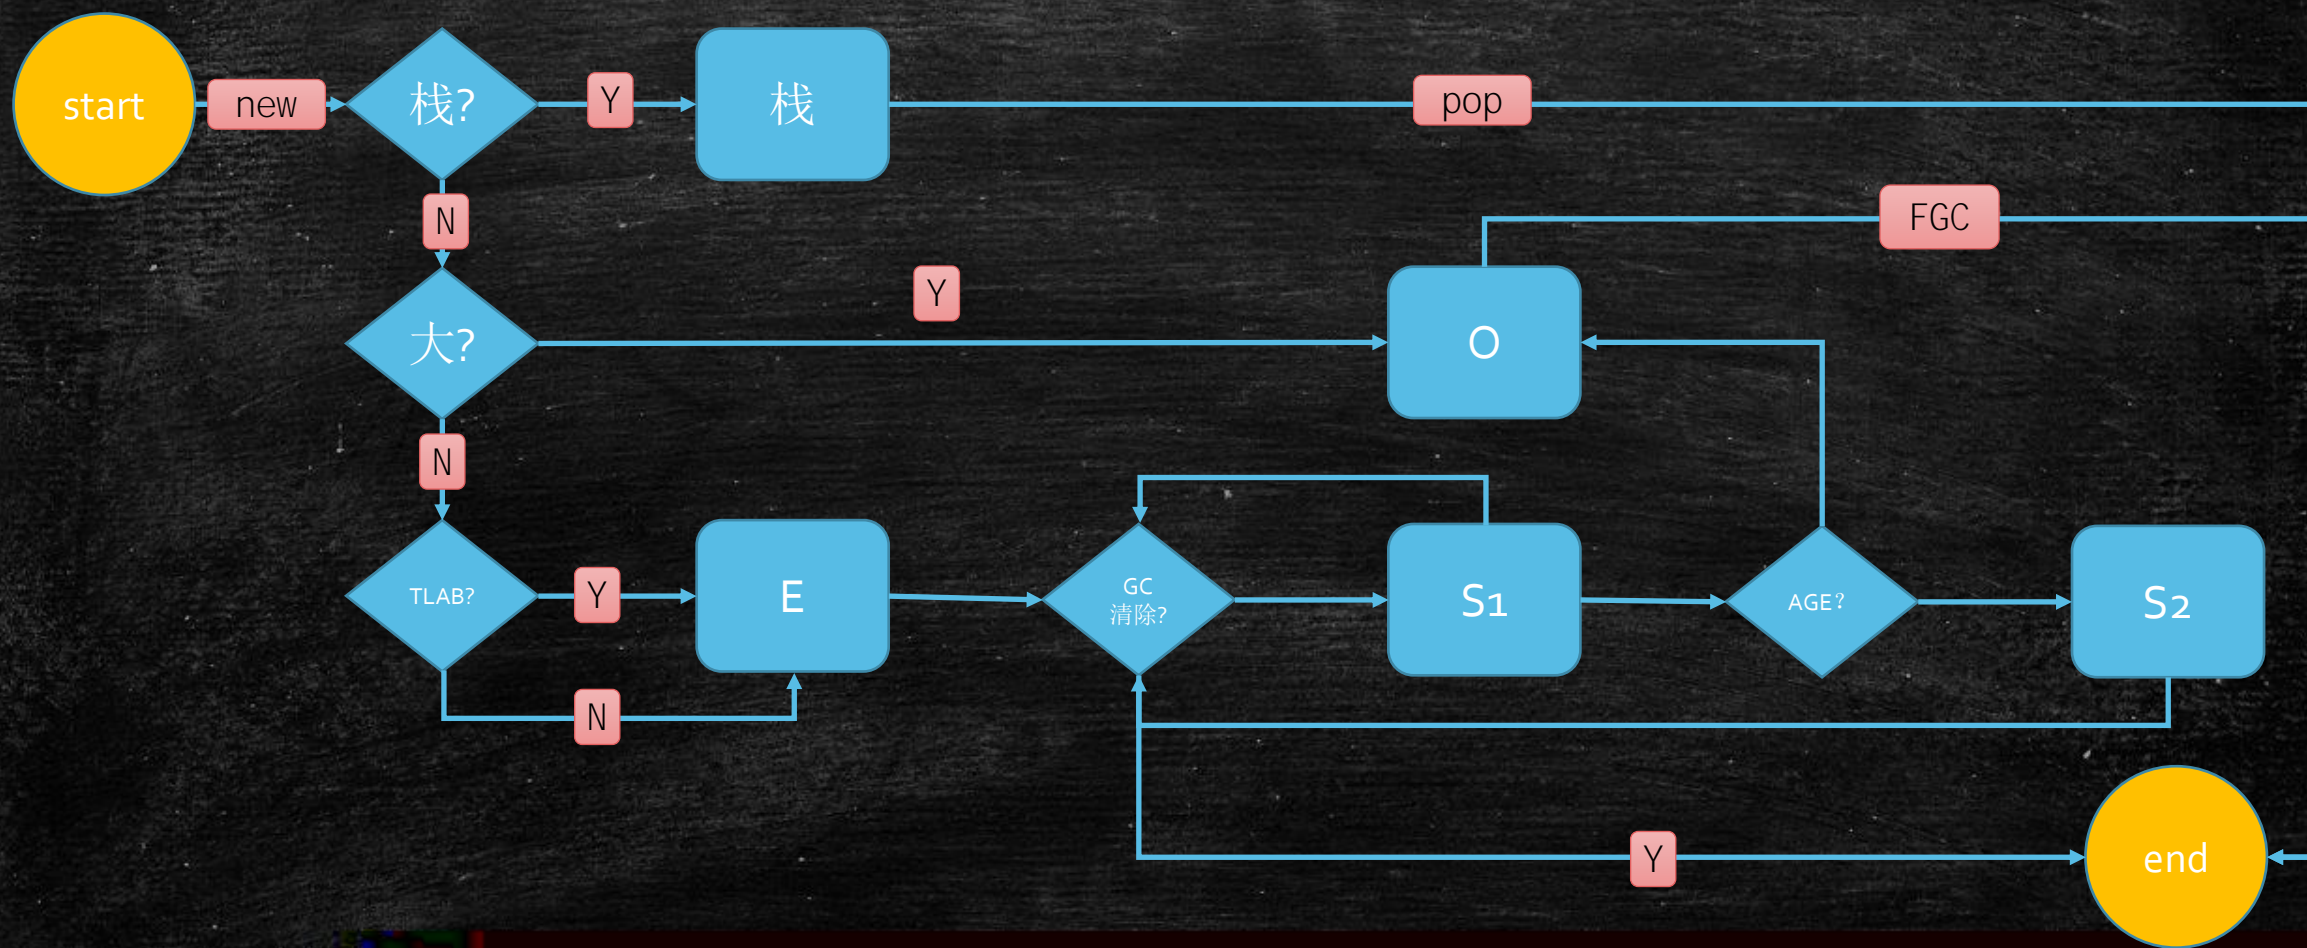 start
new
栈?
Y
栈
pop
N
FGC
Y
大?
O
N
TLAB?
Y
E
GC
清除?
S1
AGE?
S2
N
Y
end